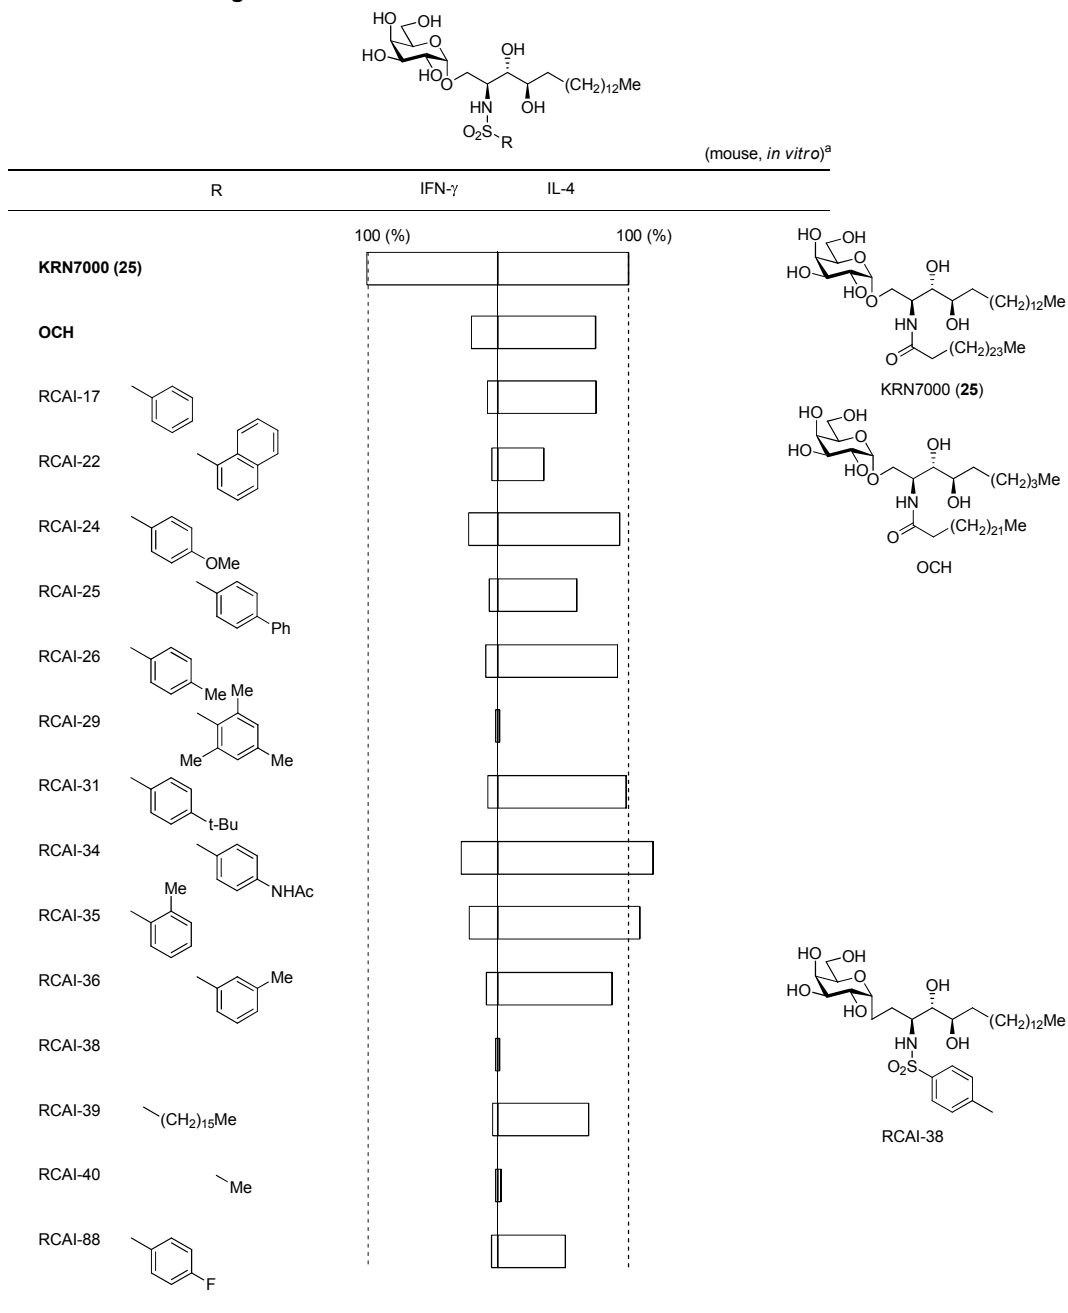 HO
OH
O
HO
HO
O
OH
(CH2)12Me
HN
OH
O2S
R
(mouse, in vitro)a
R IFN-γ IL-4
100 (%) 100 (%)
KRN7000 (25)
HO
OH
O
HO
HO
O
OH
(CH2)12Me
HN
OH
O
(CH2)23Me
KRN7000 (25)
OCH
RCAI-17
HO
OH
O
HO
HO
O
OH
(CH2)3Me
HN
OH
O
(CH2)21Me
OCH
RCAI-22
RCAI-24
OMe
RCAI-25
Ph
RCAI-26
Me
RCAI-29
Me
Me
Me
RCAI-31
t-Bu
RCAI-34
NHAc
RCAI-35
Me
RCAI-36
Me
RCAI-38
HO
OH
O
HO
HO
OH
(CH2)12Me
HN
OH
O2S
RCAI-38
RCAI-39
(CH2)15Me
RCAI-40
Me
RCAI-88
F